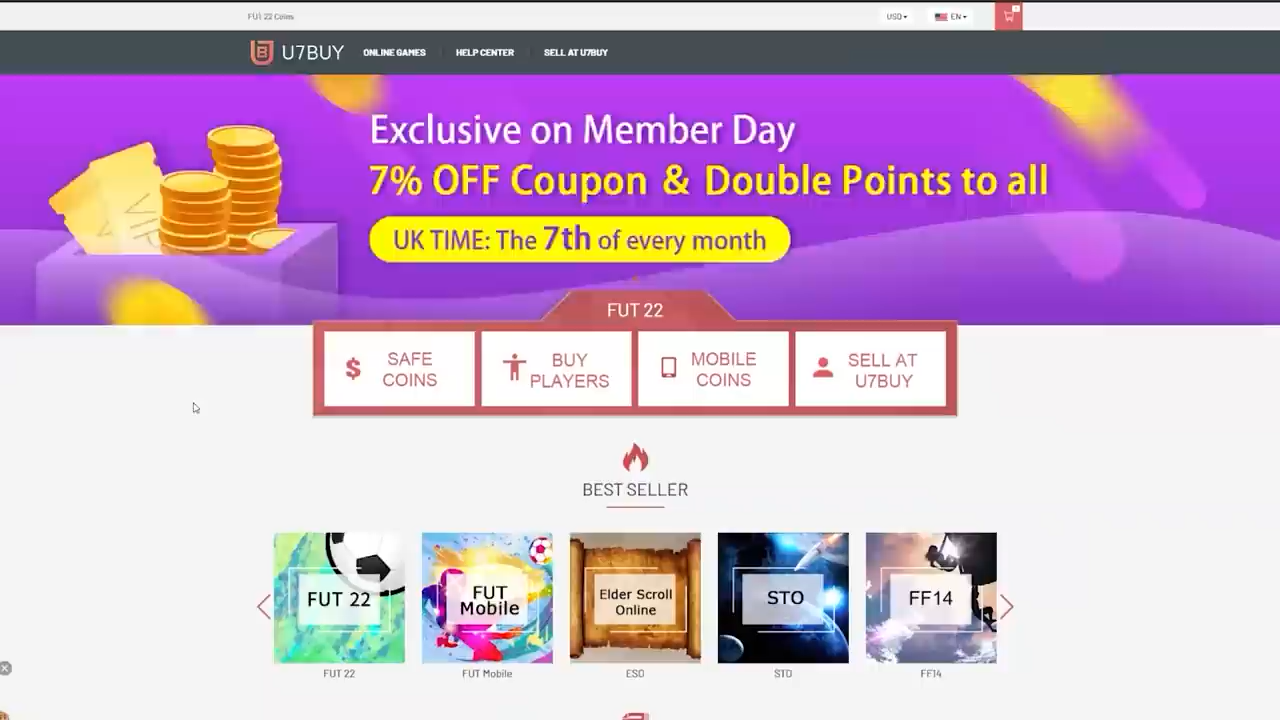 FUT 22 Coins
USD
EN
U7BUY
ONLINE GAMES
HELP CENTER
SELL AT U7BUY
Exclusive on Member Day
7% OFF Coupon & Double Points to all
UK TIME: The 7th of every month
FUT 22
SAFE
COINS
BUY
PLAYERS
MOBILE
COINS
SELL AT
U7BUY
BEST SELLER
FUT 22
FUT
Mobile
Elder Scroll
Online
STO
FF14
FUT 22
FUT Mobile
ESO
STO
FF14